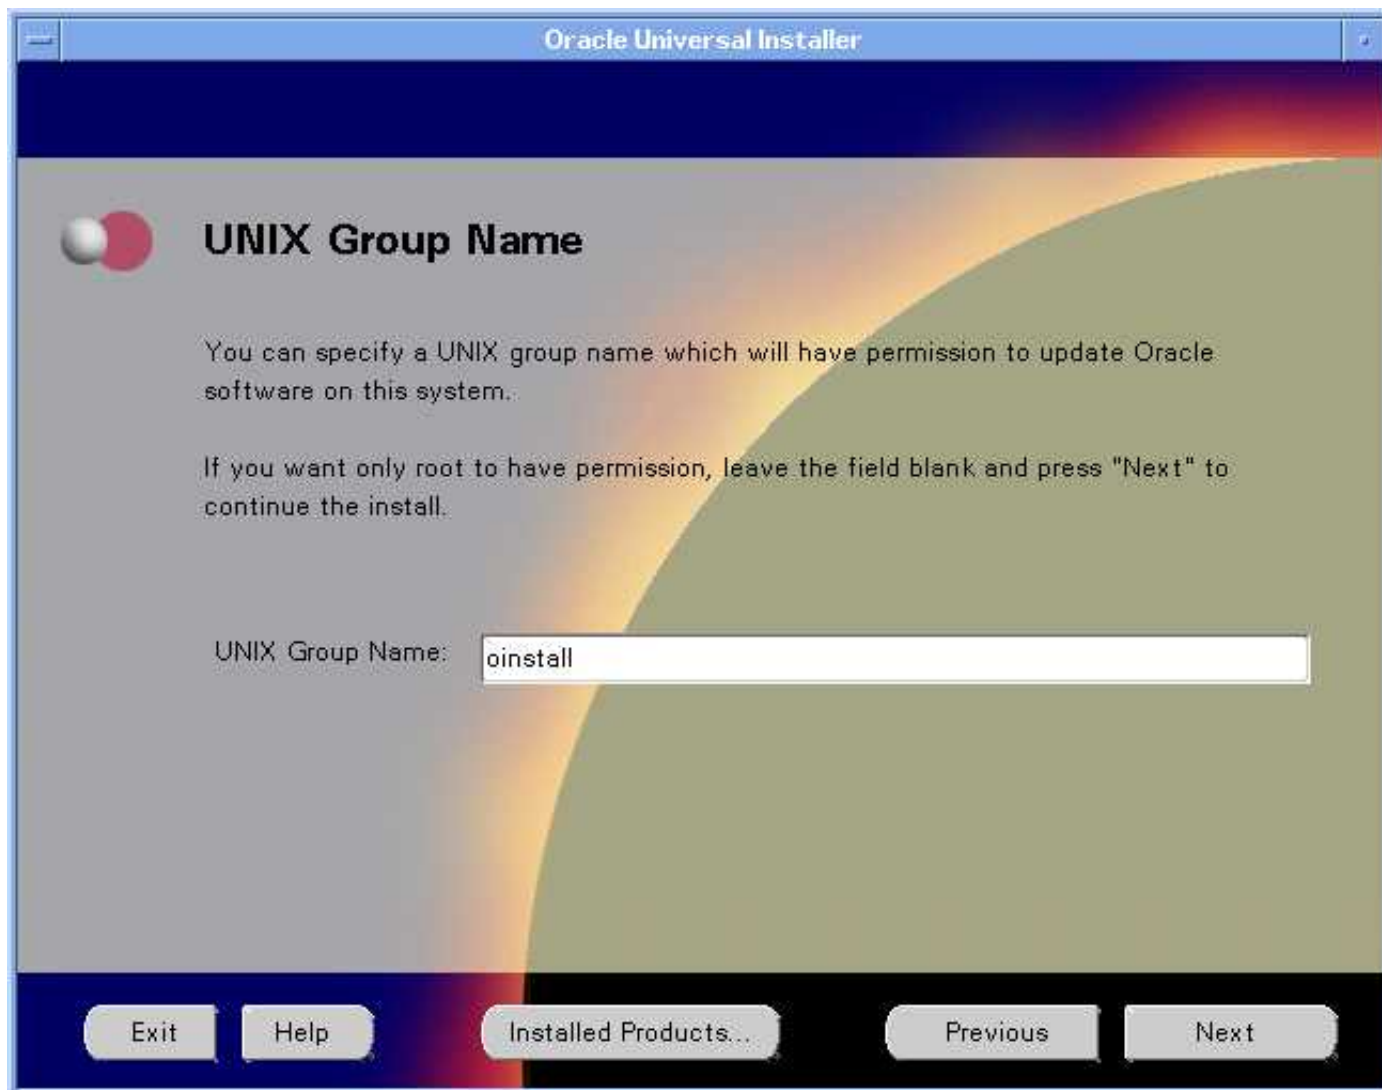 Oracle Universal Installer
UNIX Group Name
You can specify a UNIX group name which will have permission to update Oracle
software on this system.
If you want only root to have permission, leave the field blank and press "Next" to
continue the install.
UNIX Group Name: oinstall
Exit Help Installed Products... Previous Next